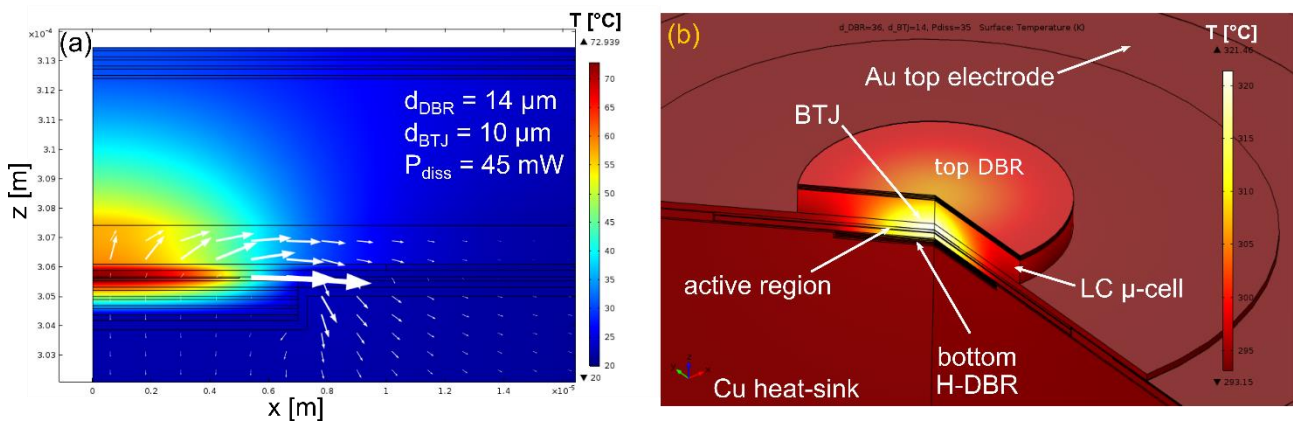 (a)
T [°C]
×10⁻⁴
▲ 72.939
3.13
3.12
3.11
3.1
3.09
3.08
3.07
3.06
3.05
3.04
3.03
z [m]
d_DBR = 14 µm
d_BTJ = 10 µm
P_diss = 45 mW
70
65
60
55
50
45
40
35
30
25
20
▼ 20
0
0.2
0.4
0.6
0.8
1
1.2
1.4
×10⁻⁵
x [m]
(b)
d_DBR=36, d_BTJ=14, Pdiss=35 Surface: Temperature (K)
T [°C]
▲ 321.46
Au top electrode
BTJ
top DBR
active region
LC µ-cell
bottom
H-DBR
Cu heat-sink
320
315
310
305
300
295
▼ 293.15
z
y
x